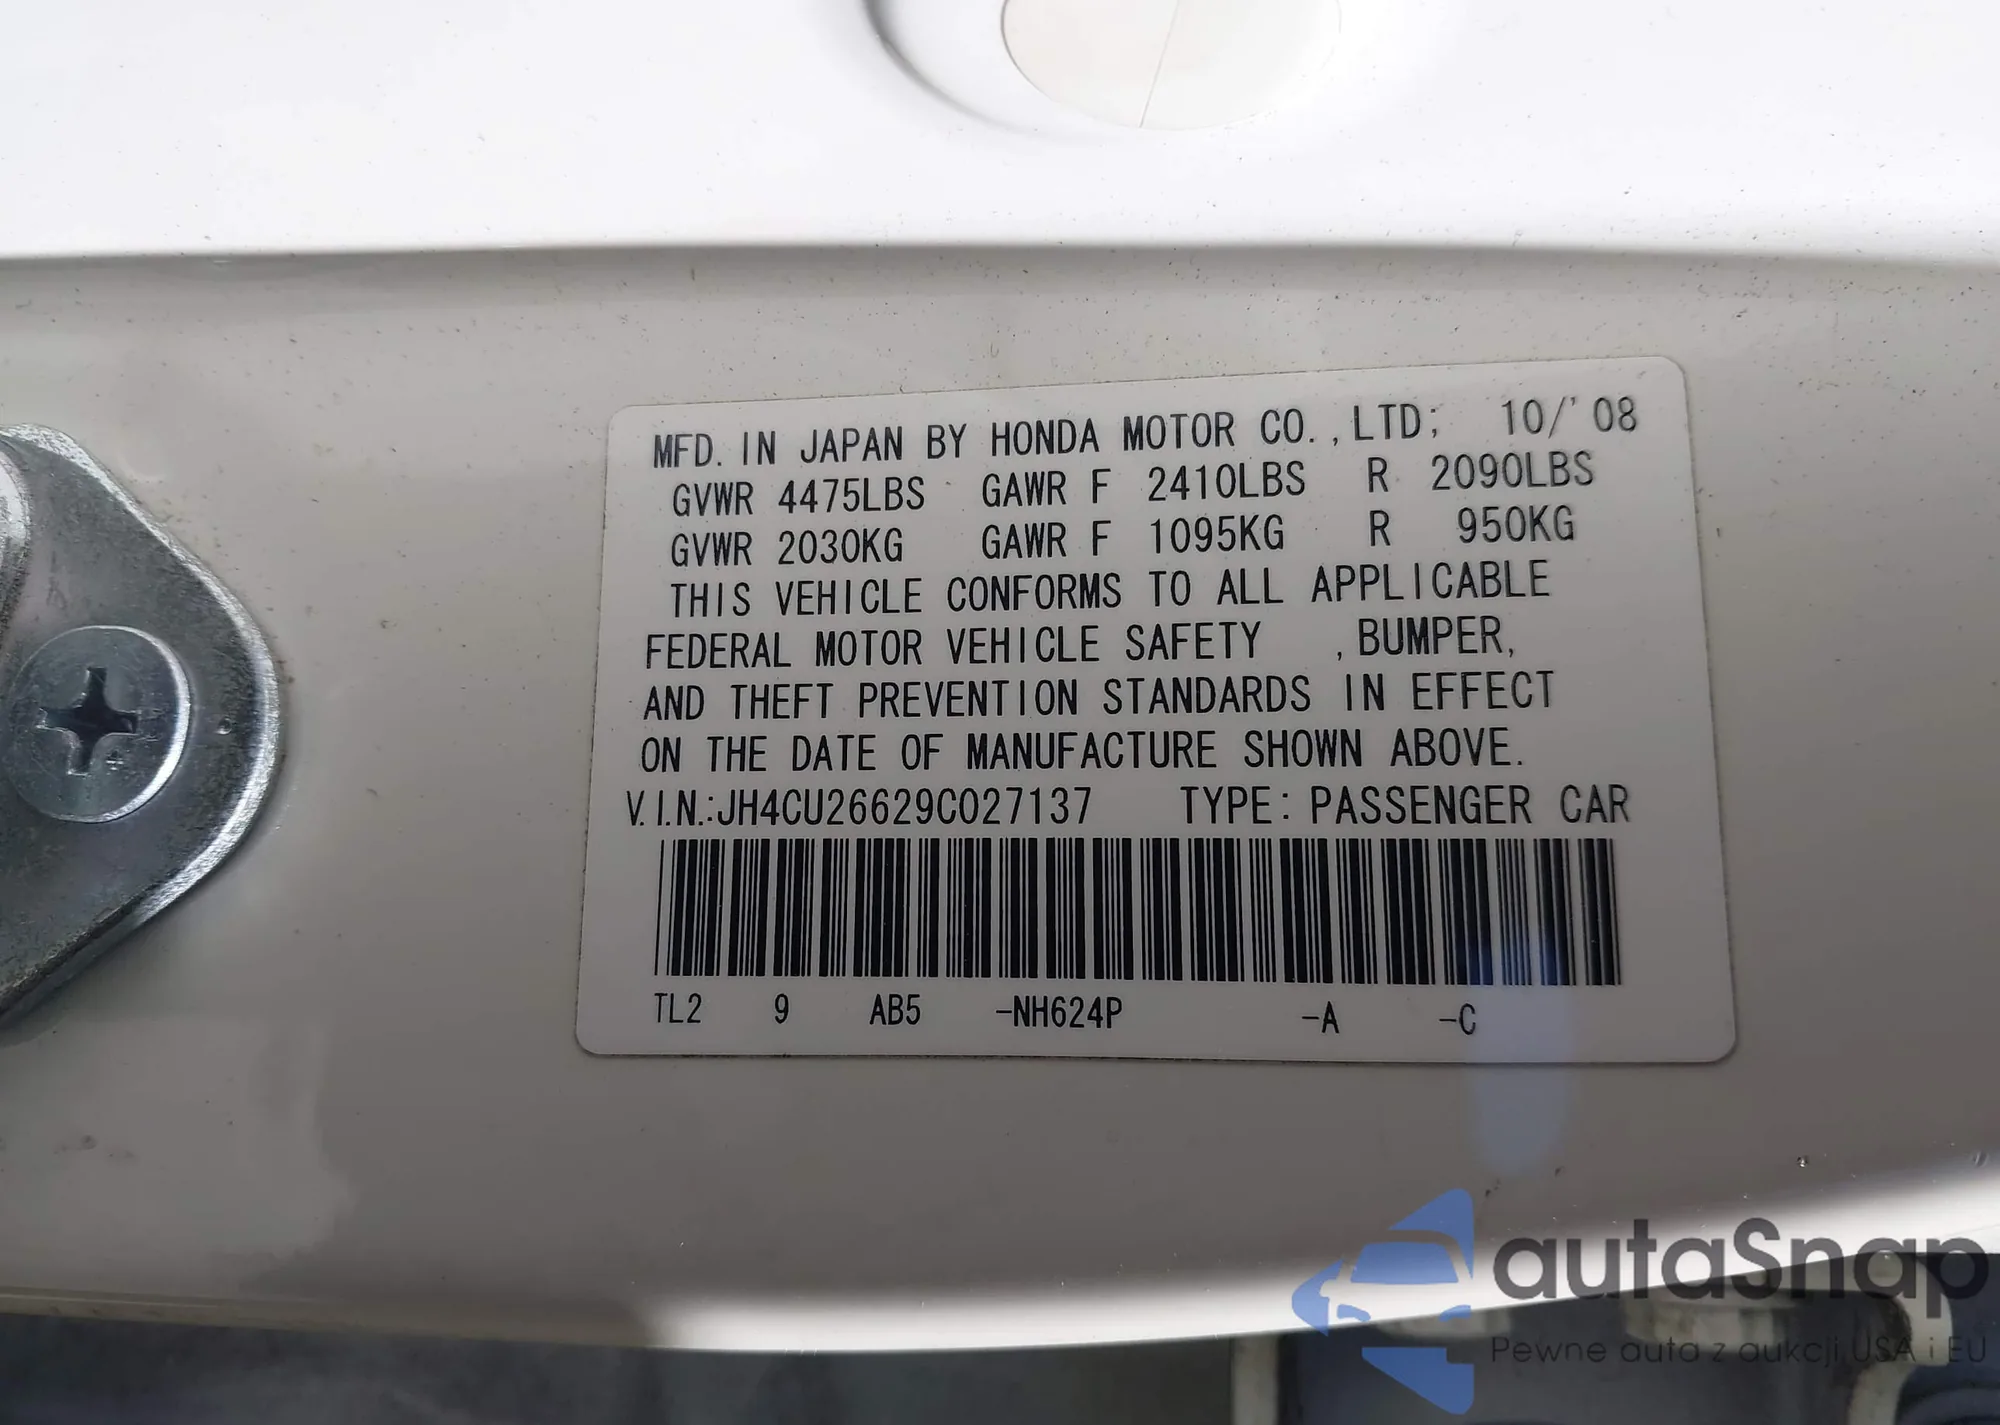 MFD. IN JAPAN BY HONDA MOTOR CO.,LTD; 10/'08
GVWR 4475LBS GAWR F 2410LBS R 2090LBS
GVWR 2030KG GAWR F 1095KG R 950KG
THIS VEHICLE CONFORMS TO ALL APPLICABLE
FEDERAL MOTOR VEHICLE SAFETY ,BUMPER,
AND THEFT PREVENTION STANDARDS IN EFFECT
ON THE DATE OF MANUFACTURE SHOWN ABOVE.
V.I.N.:JH4CU26629C027137 TYPE:PASSENGER CAR
TL2 9 AB5 -NH624P -A -C
autaSnap
Pewne auta z aukcji USA i EU